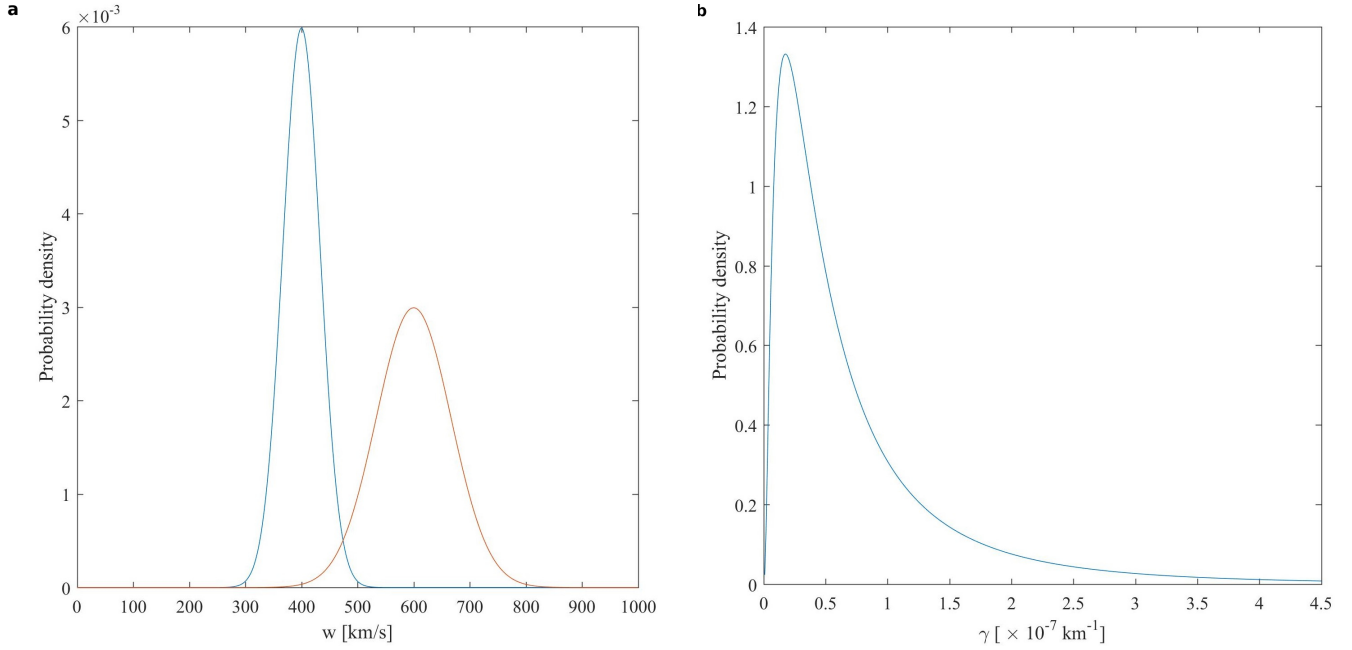 a
×10⁻³
6
5
4
3
2
1
0
Probability density
0 100 200 300 400 500 600 700 800 900 1000
w [km/s]
b
1.4
1.2
1
0.8
0.6
0.4
0.2
0
Probability density
0 0.5 1 1.5 2 2.5 3 3.5 4 4.5
γ [ × 10⁻⁷ km⁻¹]